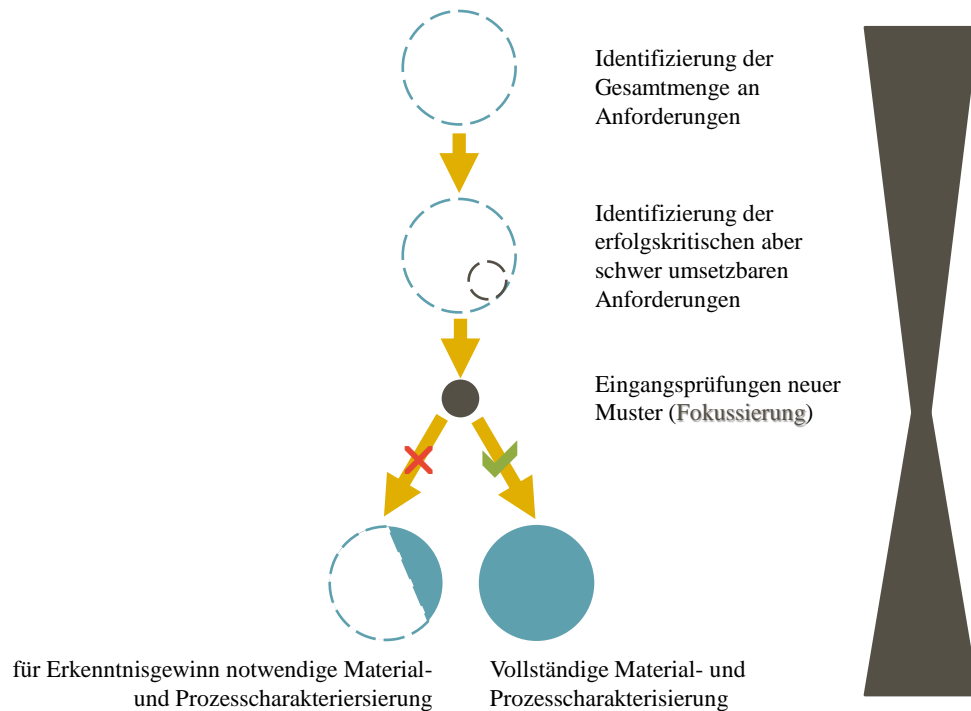 Identifizierung der
Gesamtmenge an
Anforderungen
Identifizierung der
erfolgskritischen aber
schwer umsetzbaren
Anforderungen
Eingangsprüfungen neuer
Muster (Fokussierung)
für Erkenntnisgewinn notwendige Material-
und Prozesscharakteriersierung
Vollständige Material- und
Prozesscharakterisierung